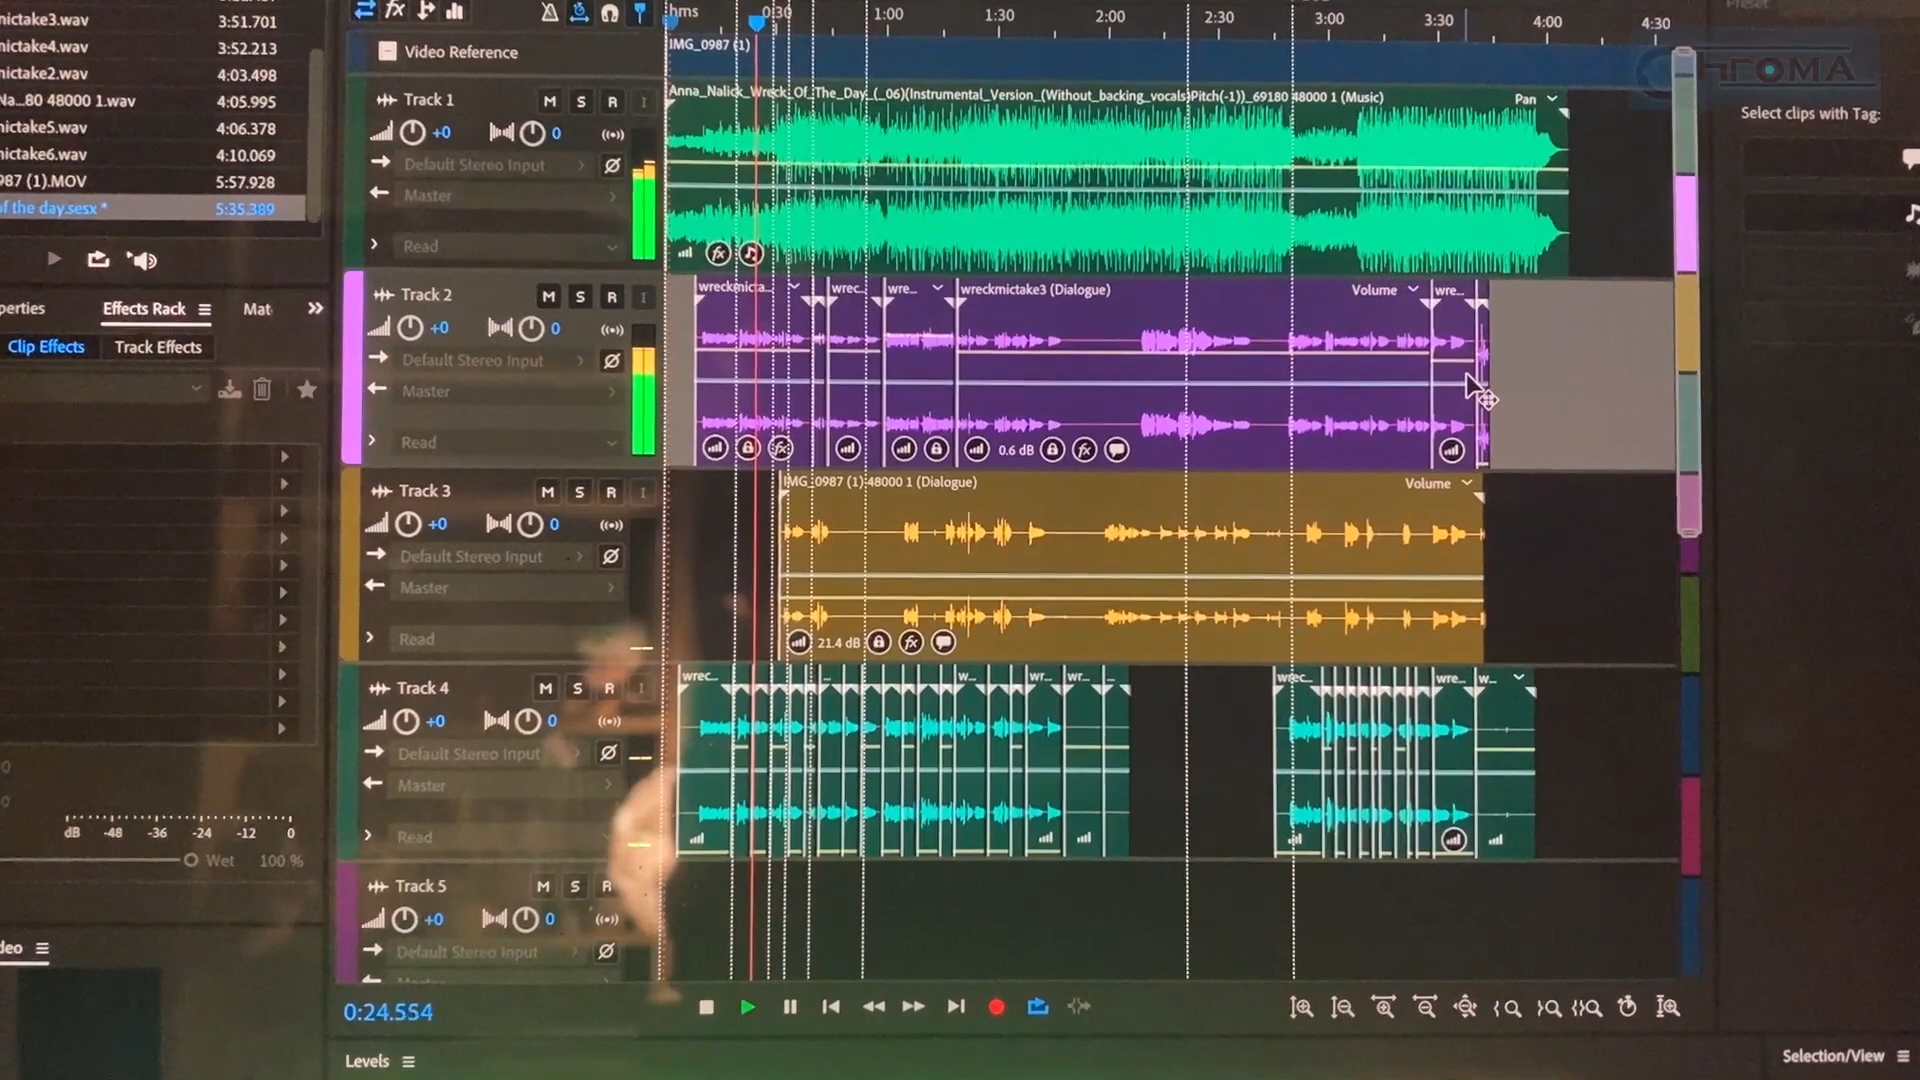 nictake3.wav 3:51.701
nictake4.wav 3:52.213
nictake2.wav 4:03.498
Na...80 48000 1.wav 4:05.995
nictake5.wav 4:06.378
nictake6.wav 4:10.069
987 (1).MOV 5:57.928
of the day.sesx * 5:35.389
perties Effects Rack Mat
Clip Effects Track Effects
dB -48 -36 -24 -12 0
Wet 100 %
deo
fx
hms 0:30 1:00 1:30 2:00 2:30 3:00 3:30 4:00 4:30
Video Reference
IMG_0987 (1)
Track 1 M S R I
+0 0
Default Stereo Input
Master
Read
Anna_Nalick_Wreck_Of_The_Day_(_06)(Instrumental_Version_(Without_backing_vocals)Pitch(-1))_69180 48000 1 (Music) Pan
fx
Track 2 M S R I
+0 0
Default Stereo Input
Master
Read
wreckmicta... wrec... wre... wreckmictake3 (Dialogue) Volume wre...
fx 0.6 dB fx
Track 3 M S R I
+0 0
Default Stereo Input
Master
Read
IMG_0987 (1) 48000 1 (Dialogue) Volume
21.4 dB fx
Track 4 M S R I
+0 0
Default Stereo Input
Master
Read
wrec... ... w... wr... wr... ... wrec... wre... w...
Track 5 M S R
+0 0
Default Stereo Input
0:24.554
Levels
CHROMA
Select clips with Tag:
Selection/View